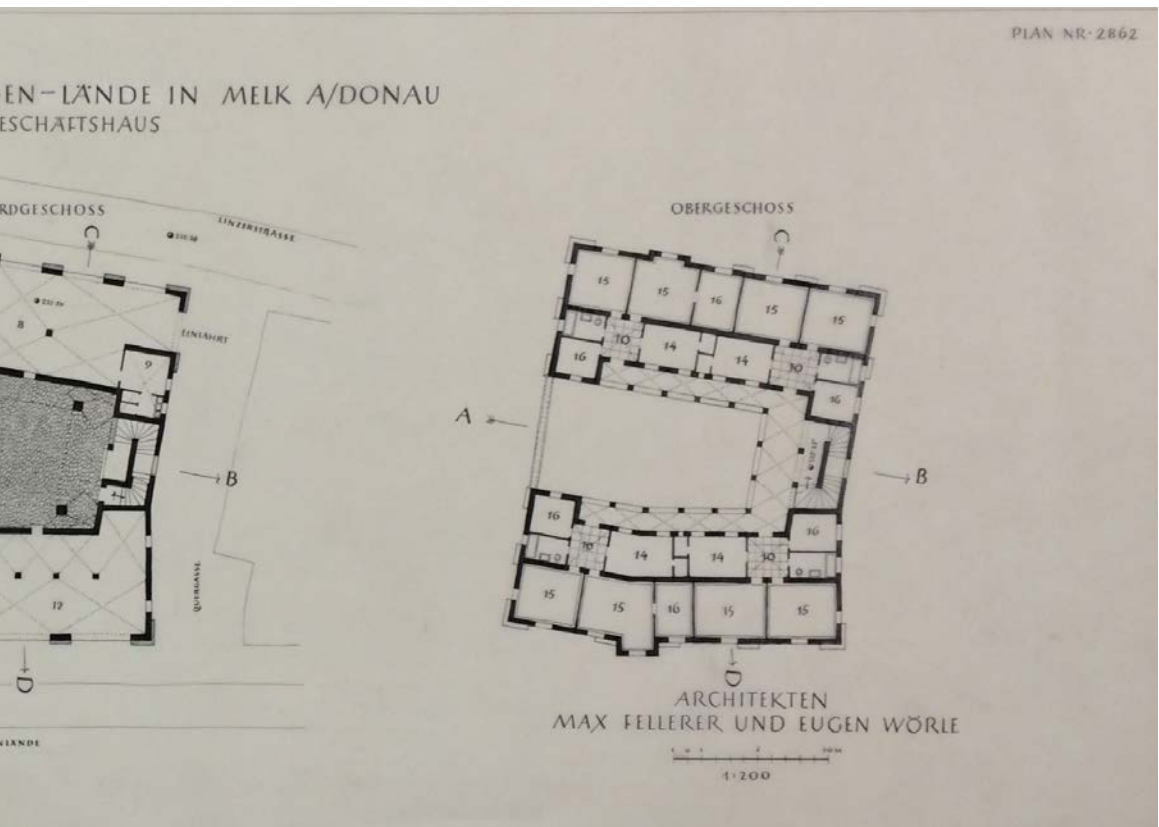 PLAN NR·2862
EN-LÄNDE IN MELK A/DONAU
ESCHÄFTSHAUS
RDGESCHOSS
C
LINZERSTRASSE
8
EINFAHRT
9
B
QUERGASSE
12
D
NLÄNDE
OBERGESCHOSS
C
15
15
16
15
15
10
14
14
10
16
16
A
B
16
16
10
14
14
10
15
15
16
15
15
D
ARCHITEKTEN
MAX FELLERER UND EUGEN WÖRLE
1:200